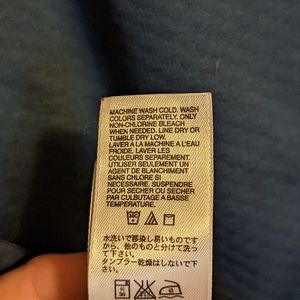 MACHINE WASH COLD. WASH
COLORS SEPARATELY. ONLY
NON-CHLORINE BLEACH
WHEN NEEDED. LINE DRY OR
TUMBLE DRY LOW.
LAVER A LA MACHINE A L'EAU
FROIDE. LAVER LES
COULEURS SEPAREMENT.
UTILISER SEULEMENT UN
AGENT DE BLANCHIMENT
SANS CHLORE SI
NECESSAIRE. SUSPENDRE
POUR SECHER OU SECHER
PAR CULBUTAGE A BASSE
TEMPERATURE.
水洗いで移染し易いものです
から、他の物と分けて洗っ
て下さい。
タンブラー乾燥はしないで下
さい。